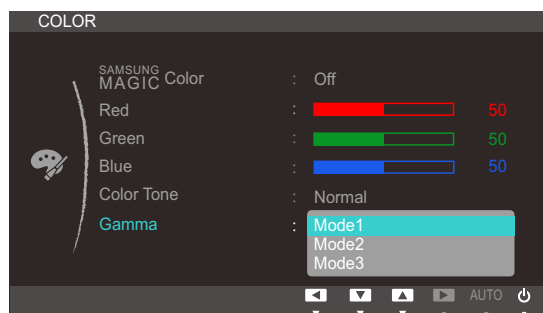 COLOR
SAMSUNG MAGIC Color : Off
Red : 50
Green : 50
Blue : 50
Color Tone : Normal
Gamma : Mode1
Mode2
Mode3
AUTO